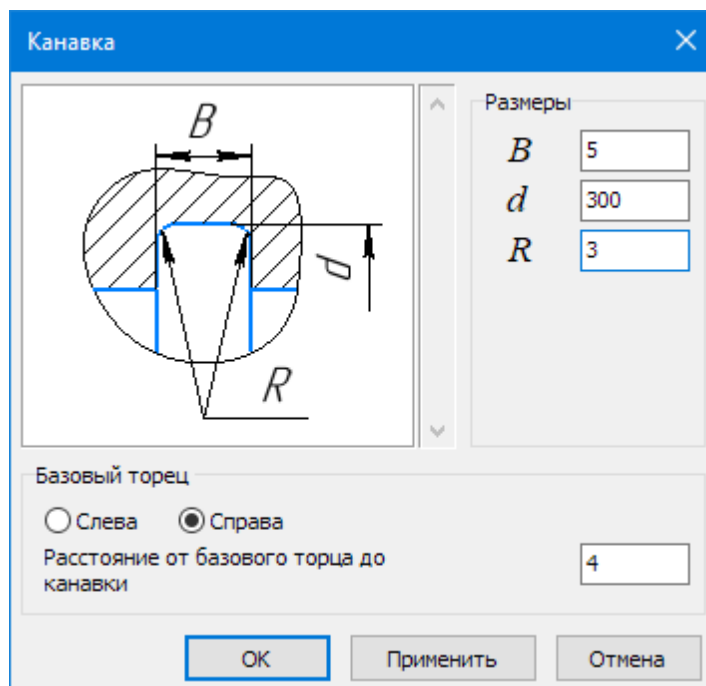 Канавка
B
d
R
Размеры
B 5
d 300
R 3
Базовый торец
Слева Справа
Расстояние от базового торца до
канавки
4
OK Применить Отмена